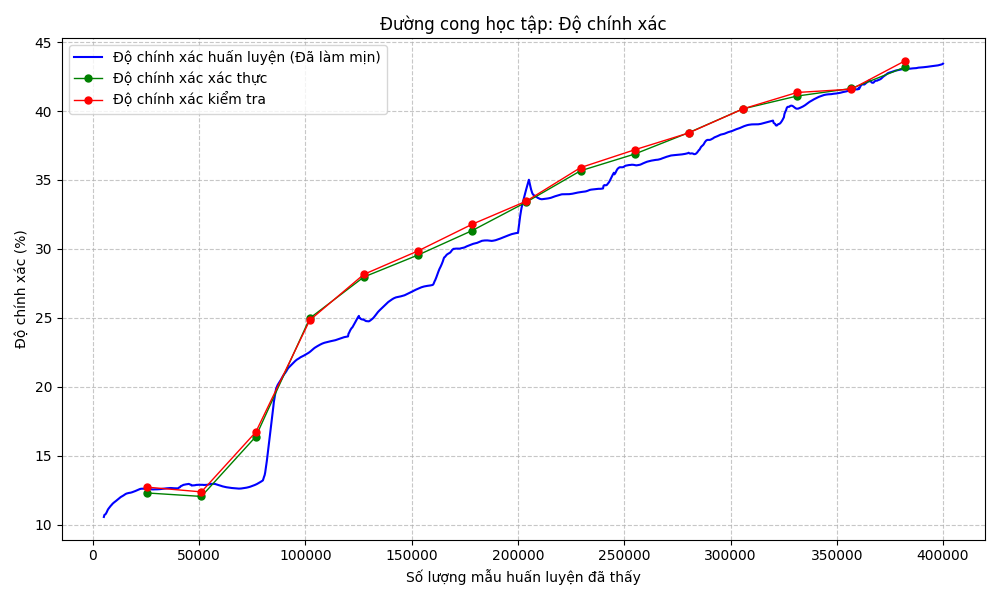 Đường cong học tập: Độ chính xác
Độ chính xác huấn luyện (Đã làm mịn)
Độ chính xác xác thực
Độ chính xác kiểm tra
Độ chính xác (%)
45
40
35
30
25
20
15
10
0
50000
100000
150000
200000
250000
300000
350000
400000
Số lượng mẫu huấn luyện đã thấy